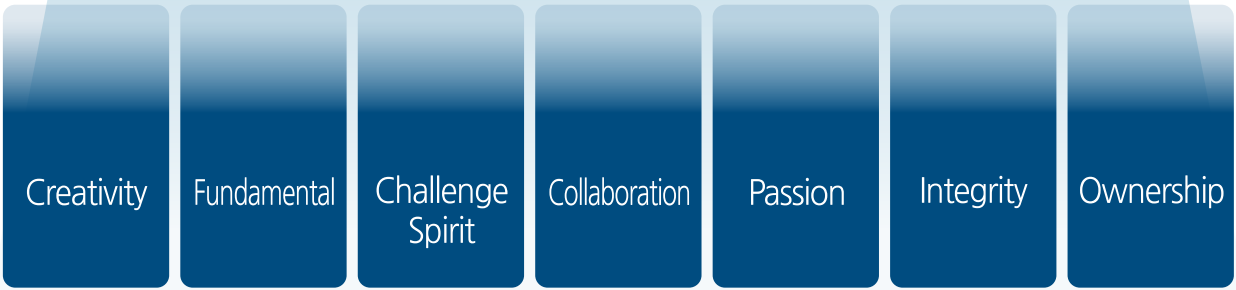 Creativity
Fundamental
Challenge
Spirit
Collaboration
Passion
Integrity
Ownership